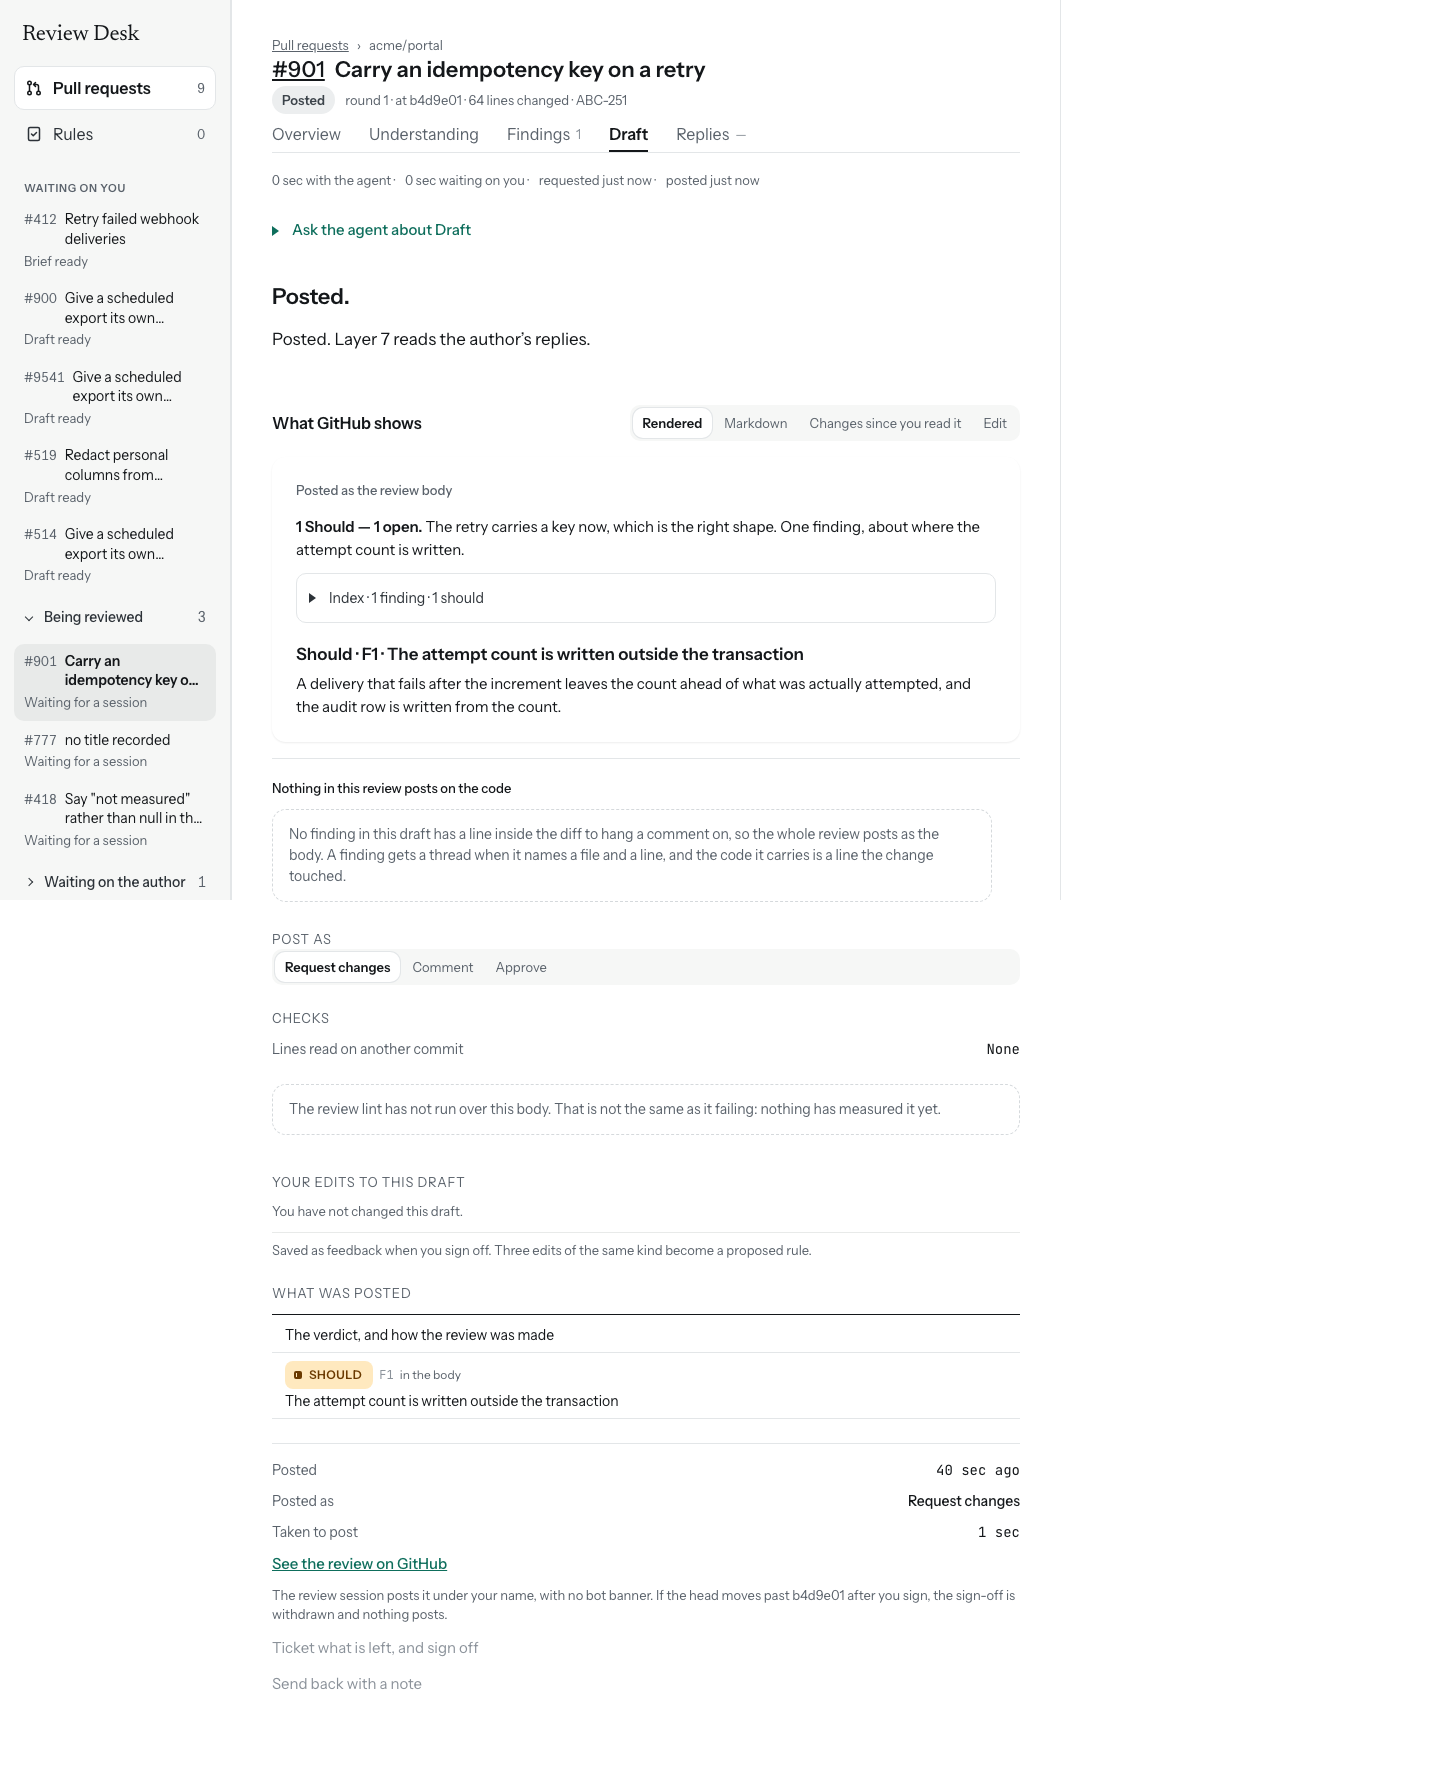 Review Desk
Pull requests 9
Rules 0
WAITING ON YOU
#412 Retry failed webhook
deliveries
Brief ready
#900 Give a scheduled
export its own...
Draft ready
#9541 Give a scheduled
export its own...
Draft ready
#519 Redact personal
columns from...
Draft ready
#514 Give a scheduled
export its own...
Draft ready
Being reviewed 3
#901 Carry an
idempotency key o...
Waiting for a session
#777 no title recorded
Waiting for a session
#418 Say "not measured"
rather than null in th...
Waiting for a session
Waiting on the author 1
Pull requests › acme/portal
#901 Carry an idempotency key on a retry
Posted round 1 · at b4d9e01 · 64 lines changed · ABC-251
Overview Understanding Findings 1 Draft Replies —
0 sec with the agent · 0 sec waiting on you · requested just now · posted just now
Ask the agent about Draft
Posted.
Posted. Layer 7 reads the author’s replies.
What GitHub shows Rendered Markdown Changes since you read it Edit
Posted as the review body
1 Should — 1 open. The retry carries a key now, which is the right shape. One finding, about where the
attempt count is written.
Index · 1 finding · 1 should
Should · F1 · The attempt count is written outside the transaction
A delivery that fails after the increment leaves the count ahead of what was actually attempted, and
the audit row is written from the count.
Nothing in this review posts on the code
No finding in this draft has a line inside the diff to hang a comment on, so the whole review posts as the
body. A finding gets a thread when it names a file and a line, and the code it carries is a line the change
touched.
POST AS
Request changes Comment Approve
CHECKS
Lines read on another commit None
The review lint has not run over this body. That is not the same as it failing: nothing has measured it yet.
YOUR EDITS TO THIS DRAFT
You have not changed this draft.
Saved as feedback when you sign off. Three edits of the same kind become a proposed rule.
WHAT WAS POSTED
The verdict, and how the review was made
SHOULD F1 in the body
The attempt count is written outside the transaction
Posted 40 sec ago
Posted as Request changes
Taken to post 1 sec
See the review on GitHub
The review session posts it under your name, with no bot banner. If the head moves past b4d9e01 after you sign, the sign-off is
withdrawn and nothing posts.
Ticket what is left, and sign off
Send back with a note